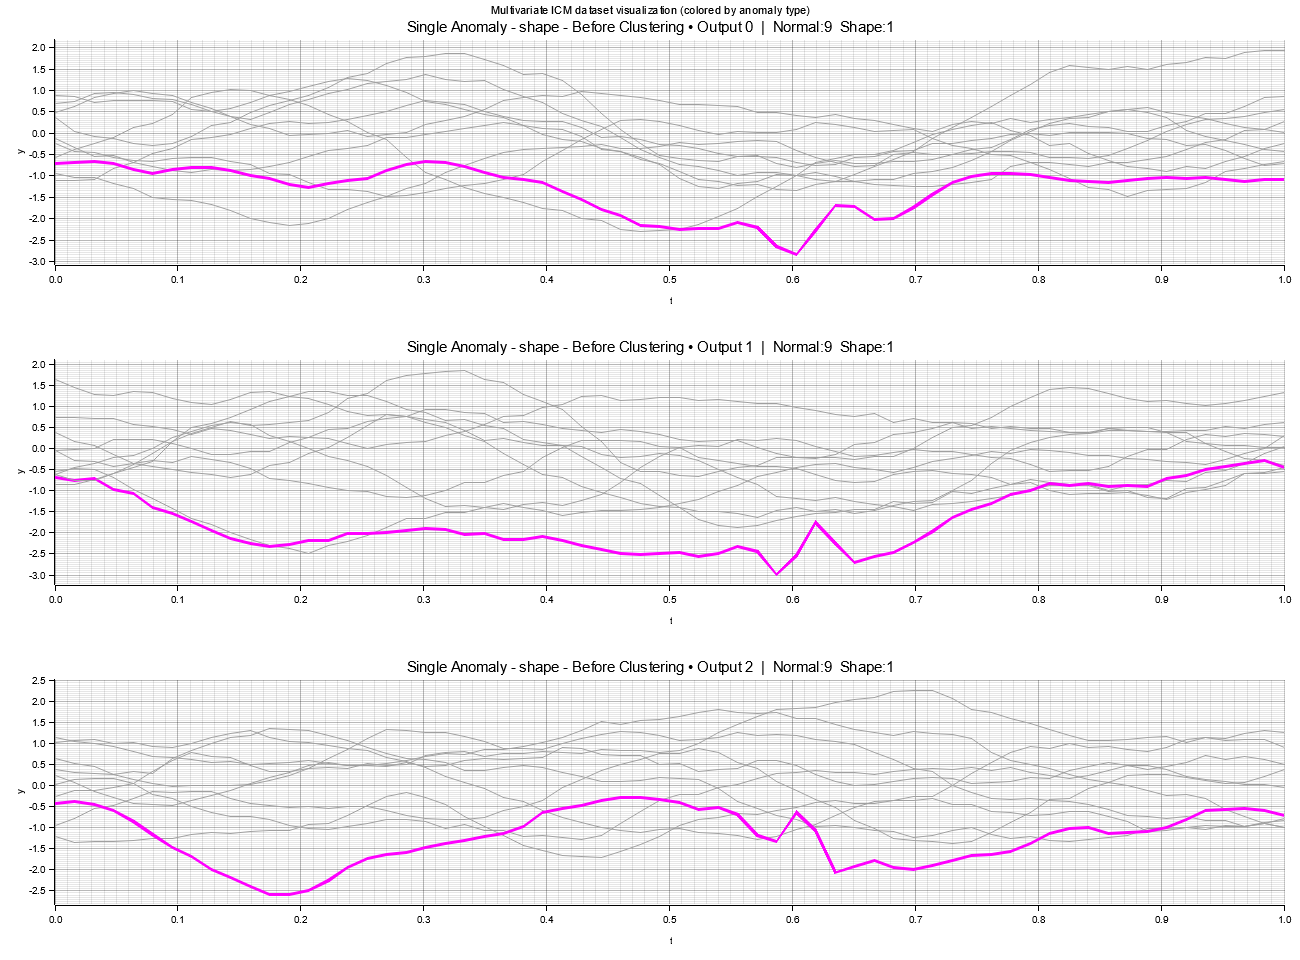 Multivariate ICM dataset visualization (colored by anomaly type)
Single Anomaly - shape - Before Clustering • Output 0 | Normal:9 Shape:1
2.0
1.5
1.0
0.5
0.0
-0.5
-1.0
-1.5
-2.0
-2.5
-3.0
y
0.0 0.1 0.2 0.3 0.4 0.5 0.6 0.7 0.8 0.9 1.0
t
Single Anomaly - shape - Before Clustering • Output 1 | Normal:9 Shape:1
2.0
1.5
1.0
0.5
0.0
-0.5
-1.0
-1.5
-2.0
-2.5
-3.0
y
0.0 0.1 0.2 0.3 0.4 0.5 0.6 0.7 0.8 0.9 1.0
t
Single Anomaly - shape - Before Clustering • Output 2 | Normal:9 Shape:1
2.5
2.0
1.5
1.0
0.5
0.0
-0.5
-1.0
-1.5
-2.0
-2.5
y
0.0 0.1 0.2 0.3 0.4 0.5 0.6 0.7 0.8 0.9 1.0
t